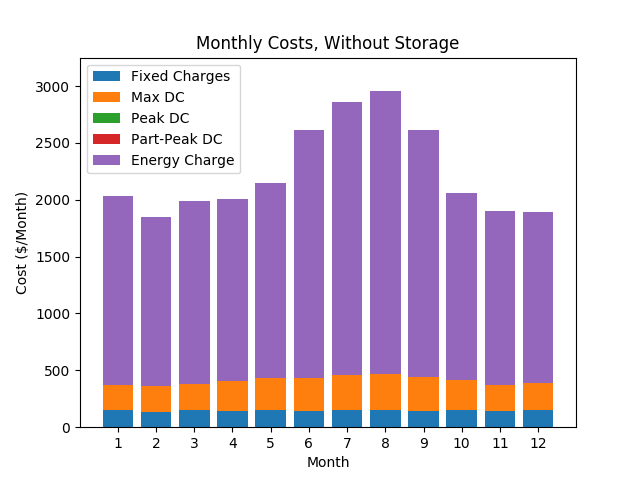 Monthly Costs, Without Storage
Fixed Charges
Max DC
Peak DC
Part-Peak DC
Energy Charge
3000
2500
2000
1500
1000
500
0
Cost ($/Month)
1 2 3 4 5 6 7 8 9 10 11 12
Month